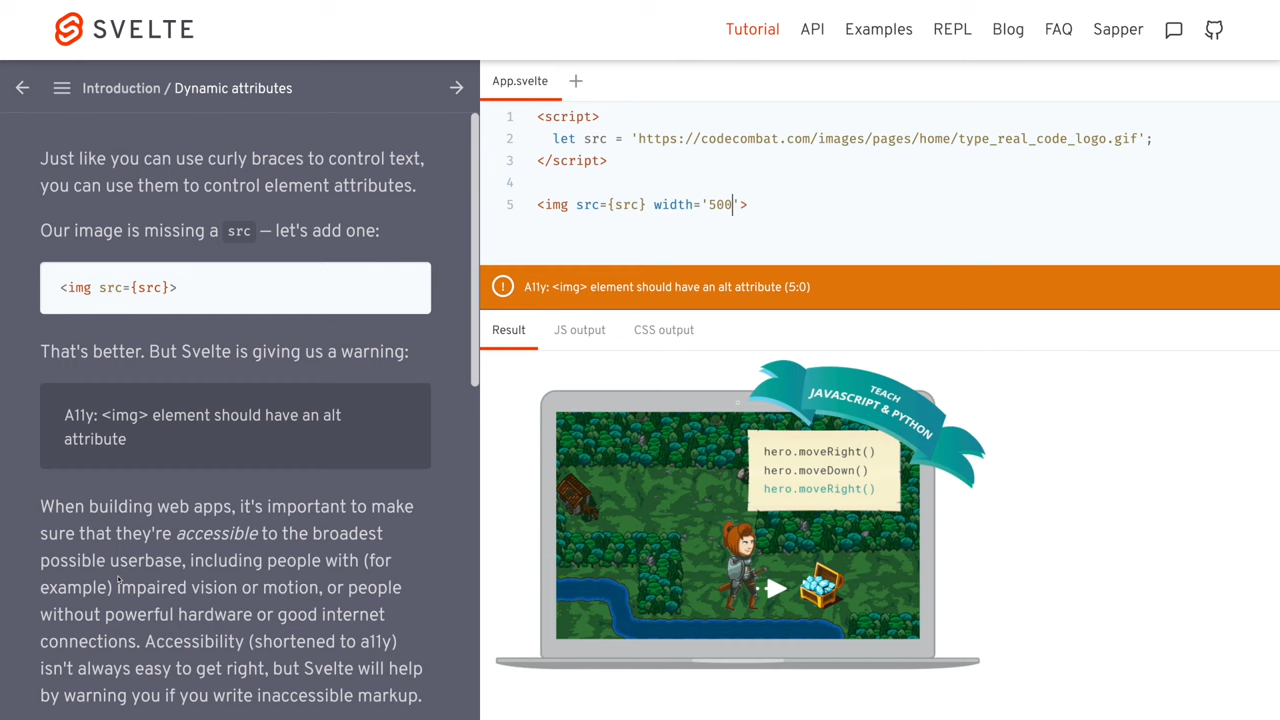 SVELTE
Tutorial API Examples REPL Blog FAQ Sapper
Introduction / Dynamic attributes
Just like you can use curly braces to control text,
you can use them to control element attributes.
Our image is missing a src — let's add one:
<img src={src}>
That's better. But Svelte is giving us a warning:
A11y: <img> element should have an alt
attribute
When building web apps, it's important to make
sure that they're accessible to the broadest
possible userbase, including people with (for
example) impaired vision or motion, or people
without powerful hardware or good internet
connections. Accessibility (shortened to a11y)
isn't always easy to get right, but Svelte will help
by warning you if you write inaccessible markup.
App.svelte +
1 <script>
2 let src = 'https://codecombat.com/images/pages/home/type_real_code_logo.gif';
3 </script>
4
5 <img src={src} width='500'>
! A11y: <img> element should have an alt attribute (5:0)
Result JS output CSS output
TEACH
JAVASCRIPT & PYTHON
hero.moveRight()
hero.moveDown()
hero.moveRight()